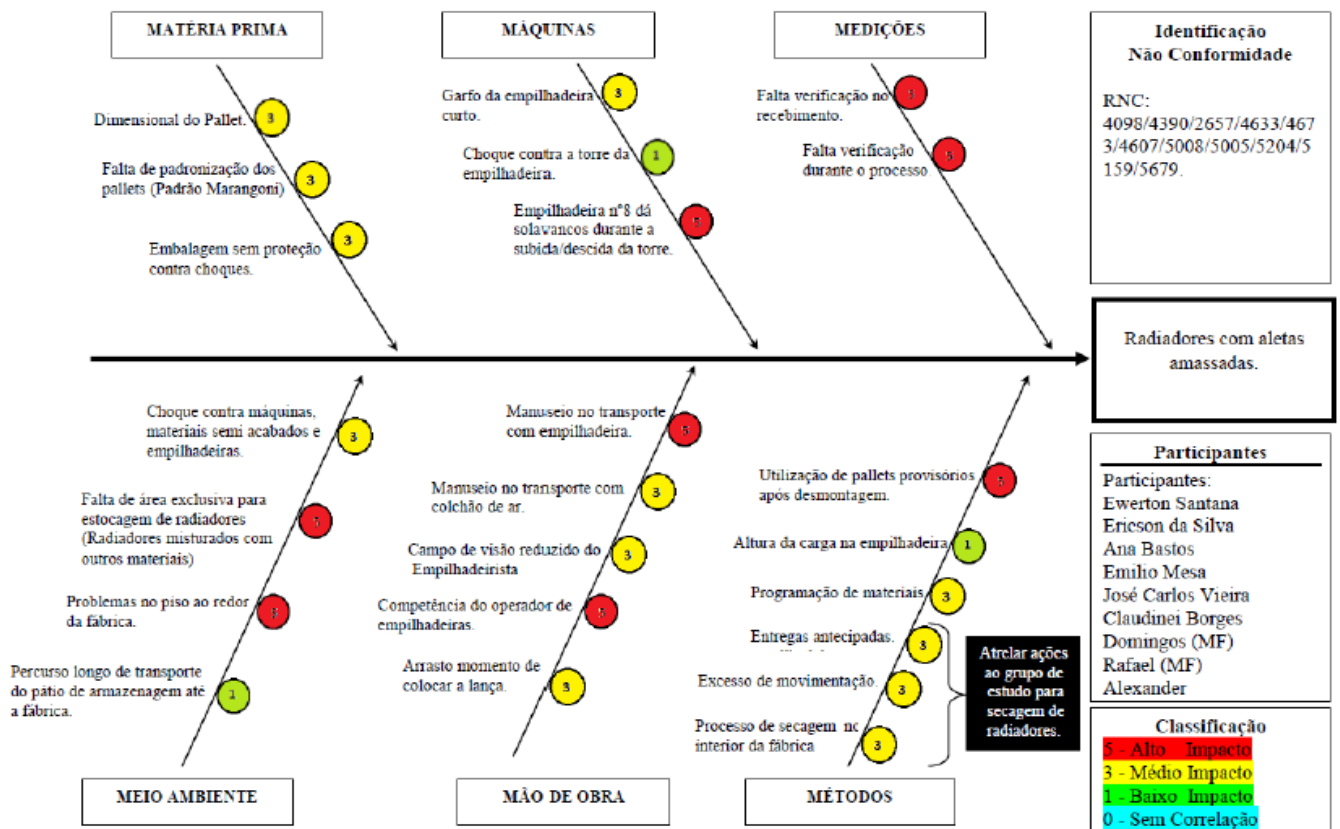 MATÉRIA PRIMA
MÁQUINAS
MEDIÇÕES
Dimensional do Pallet.
3
Falta de padronização dos
pallets (Padrão Marangoni)
3
Embalagem sem proteção
contra choques.
3
Garfo da empilhadeira
curto.
3
Choque contra a torre da
empilhadeira.
1
Empilhadeira nº8 dá
solavancos durante a
subida/descida da torre.
5
Falta verificação no
recebimento.
5
Falta verificação
durante o processo
5
Identificação
Não Conformidade
RNC:
4098/4390/2657/4633/467
3/4607/5008/5005/5204/5
159/5679.
Radiadores com aletas
amassadas.
Choque contra máquinas,
materiais semi acabados e
empilhadeiras.
3
Falta de área exclusiva para
estocagem de radiadores
(Radiadores misturados com
outros materiais)
5
Problemas no piso ao redor
da fábrica.
5
Percurso longo de transporte
do pátio de armazenagem até
a fábrica.
1
Manuseio no transporte
com empilhadeira.
5
Manuseio no transporte com
colchão de ar.
3
Campo de visão reduzido do
Empilhadeirista
3
Competência do operador de
empilhadeiras.
5
Arrasto momento de
colocar a lança.
3
Utilização de pallets provisórios
após desmontagem.
5
Altura da carga na empilhadeira
1
Programação de materiais
3
Entregas antecipadas.
3
Excesso de movimentação.
3
Processo de secagem no
interior da fábrica
3
Atrelar ações
ao grupo de
estudo para
secagem de
radiadores.
MEIO AMBIENTE
MÃO DE OBRA
MÉTODOS
Participantes
Participantes:
Ewerton Santana
Ericson da Silva
Ana Bastos
Emilio Mesa
José Carlos Vieira
Claudinei Borges
Domingos (MF)
Rafael (MF)
Alexander
Classificação
5 - Alto Impacto
3 - Médio Impacto
1 - Baixo Impacto
0 - Sem Correlação